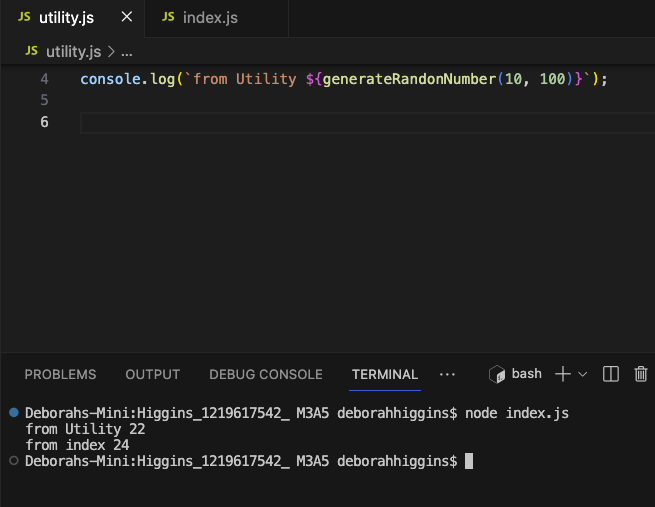 JS utility.js × JS index.js
JS utility.js > ...
4 console.log(`from Utility ${generateRandonNumber(10, 100)}`);
5
6
PROBLEMS OUTPUT DEBUG CONSOLE TERMINAL ... bash
Deborahs-Mini:Higgins_1219617542_ M3A5 deborahhiggins$ node index.js
from Utility 22
from index 24
Deborahs-Mini:Higgins_1219617542_ M3A5 deborahhiggins$